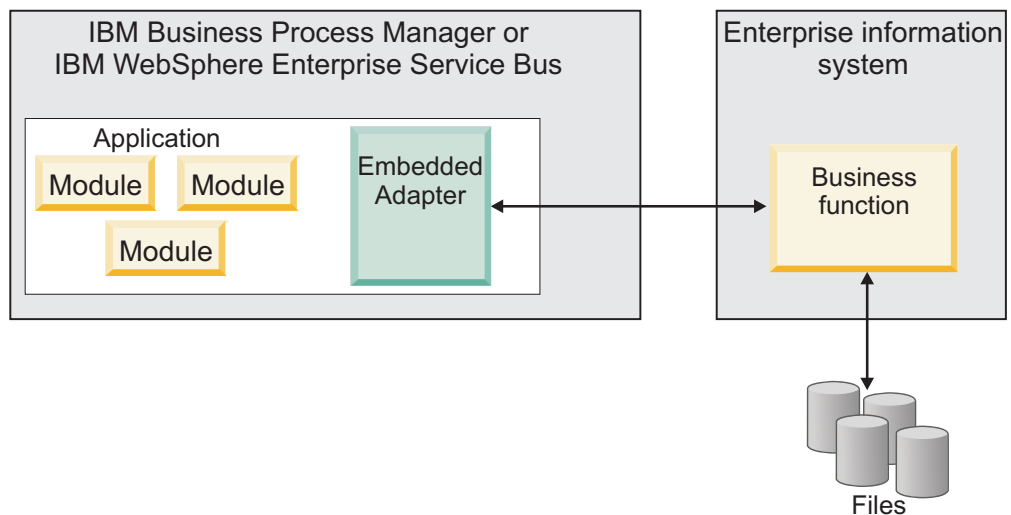 IBM Business Process Manager or
IBM WebSphere Enterprise Service Bus
Application
Module
Module
Module
Embedded
Adapter
Enterprise information
system
Business
function
Files